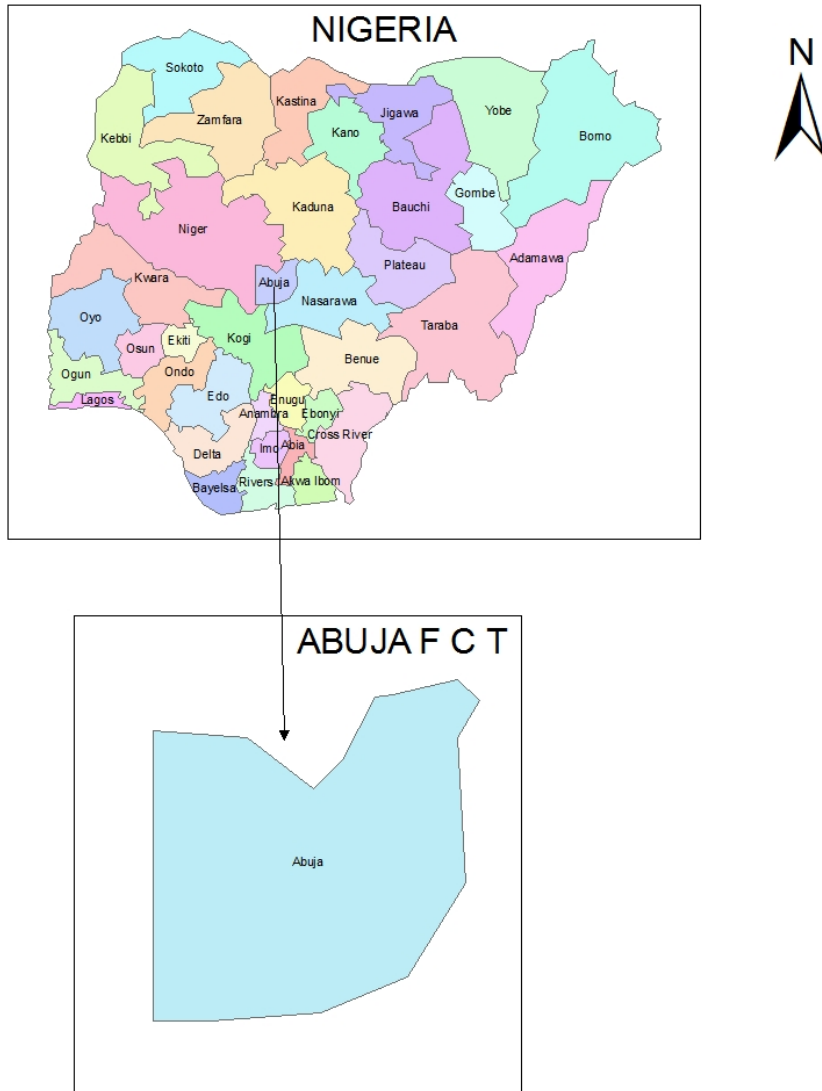 NIGERIA
N
Sokoto
Kastina
Jigawa
Yobe
Zamfara
Kano
Borno
Kebbi
Gombe
Kaduna
Bauchi
Niger
Adamawa
Plateau
Abuja
Kwara
Nasarawa
Oyo
Taraba
Kogi
Ekiti
Osun
Benue
Ogun
Ondo
Edo
Enugu
Lagos
Anambra
Ebonyi
Cross River
Imo
Abia
Delta
Bayelsa
Rivers
Akwa Ibom
ABUJA F C T
Abuja